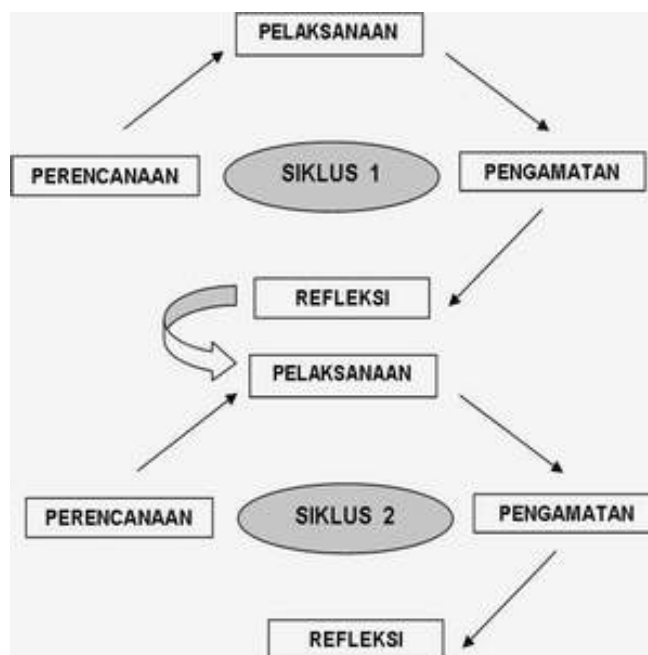 PELAKSANAAN
PERENCANAAN
SIKLUS 1
PENGAMATAN
REFLEKSI
PELAKSANAAN
PERENCANAAN
SIKLUS 2
PENGAMATAN
REFLEKSI